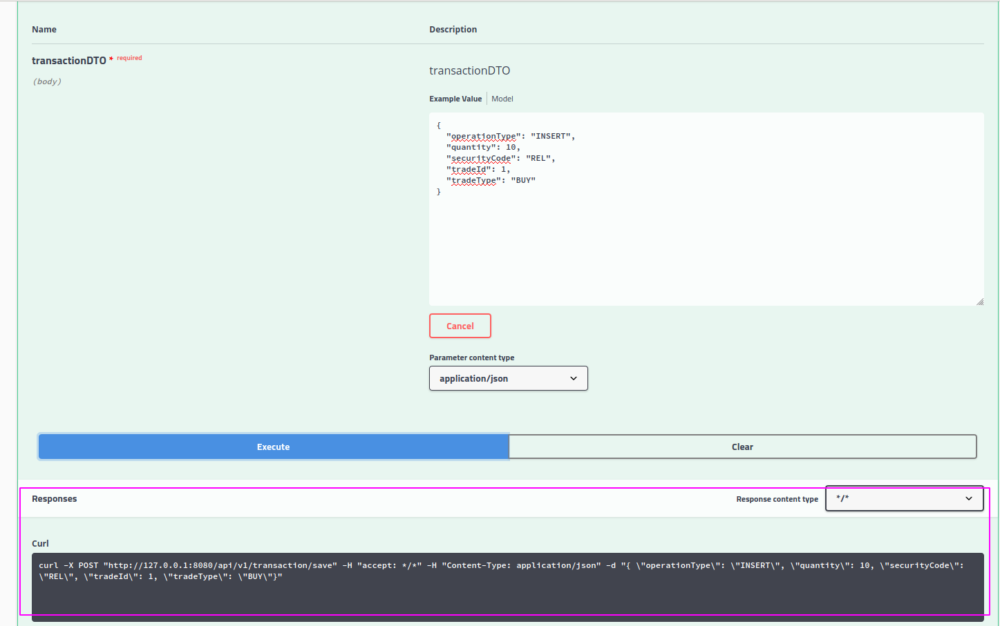 Name Description
transactionDTO * required
(body)
transactionDTO
Example Value Model
{
"operationType": "INSERT",
"quantity": 10,
"securityCode": "REL",
"tradeId": 1,
"tradeType": "BUY"
}
Cancel
Parameter content type
application/json
Execute Clear
Responses Response content type */*
Curl
curl -X POST "http://127.0.0.1:8080/api/v1/transaction/save" -H "accept: */*" -H "Content-Type: application/json" -d "{ \"operationType\": \"INSERT\", \"quantity\": 10, \"securityCode\":
\"REL\", \"tradeId\": 1, \"tradeType\": \"BUY\"}"